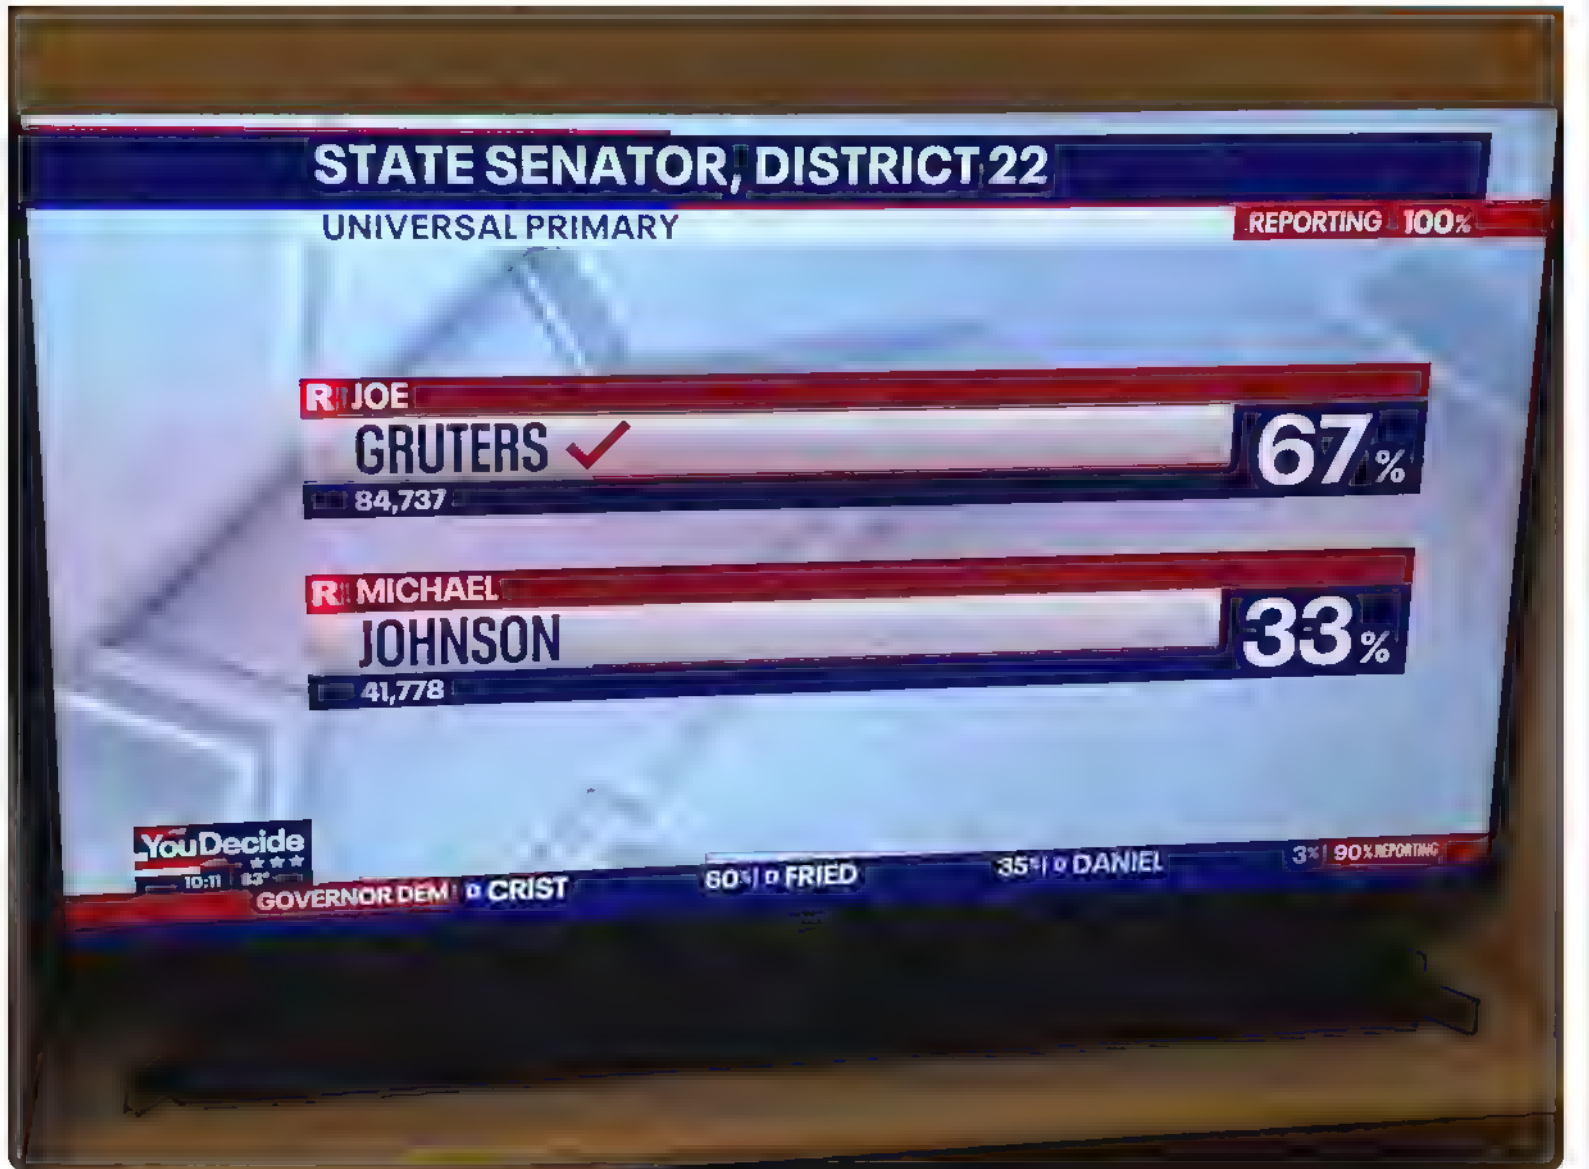 STATE SENATOR, DISTRICT 22
UNIVERSAL PRIMARY
REPORTING 100%
R JOE
GRUTERS ✓
67%
84,737
R MICHAEL
JOHNSON
33%
41,778
YouDecide
10:11 83°
GOVERNOR DEM D CRIST 60% D FRIED 35% D DANIEL 3% 90% REPORTING